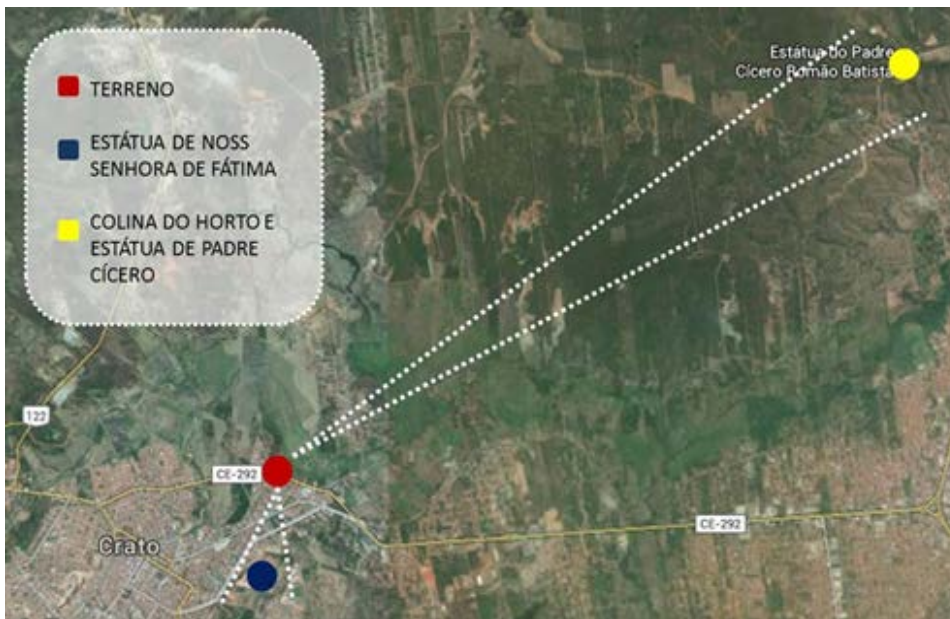 TERRENO
ESTÁTUA DE NOSS
SENHORA DE FÁTIMA
COLINA DO HORTO E
ESTÁTUA DE PADRE
CÍCERO
Estátua do Padre
Cícero Romão Batista
122
CE-292
CE-292
Crato